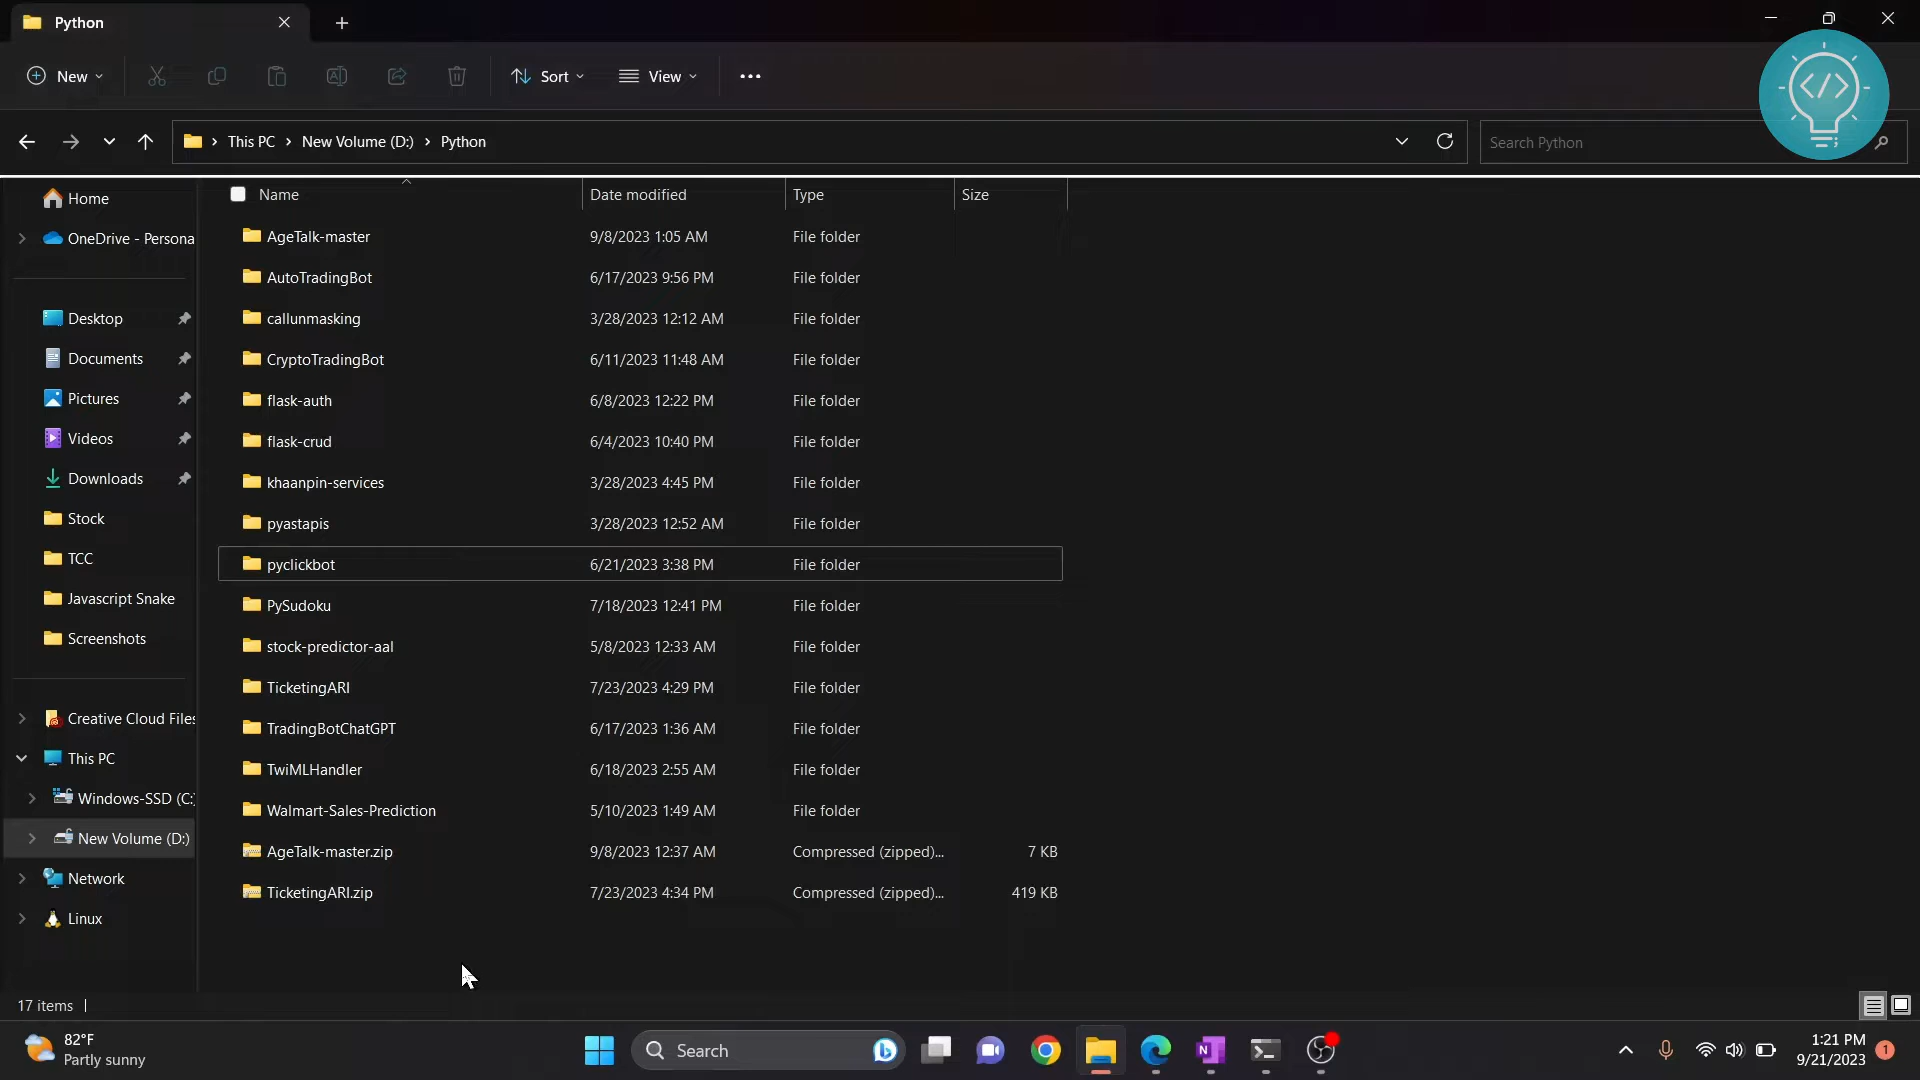 Python
New
Sort
View
This PC
New Volume (D:)
Python
Search Python
</>
Home
OneDrive - Persona
Desktop
Documents
Pictures
Videos
Downloads
Stock
TCC
Javascript Snake
Screenshots
Creative Cloud Files
This PC
Windows-SSD (C:)
New Volume (D:)
Network
Linux
Name Date modified Type Size
AgeTalk-master 9/8/2023 1:05 AM File folder
AutoTradingBot 6/17/2023 9:56 PM File folder
callunmasking 3/28/2023 12:12 AM File folder
CryptoTradingBot 6/11/2023 11:48 AM File folder
flask-auth 6/8/2023 12:22 PM File folder
flask-crud 6/4/2023 10:40 PM File folder
khaanpin-services 3/28/2023 4:45 PM File folder
pyastapis 3/28/2023 12:52 AM File folder
pyclickbot 6/21/2023 3:38 PM File folder
PySudoku 7/18/2023 12:41 PM File folder
stock-predictor-aal 5/8/2023 12:33 AM File folder
TicketingARI 7/23/2023 4:29 PM File folder
TradingBotChatGPT 6/17/2023 1:36 AM File folder
TwiMLHandler 6/18/2023 2:55 AM File folder
Walmart-Sales-Prediction 5/10/2023 1:49 AM File folder
AgeTalk-master.zip 9/8/2023 12:37 AM Compressed (zipped)... 7 KB
TicketingARI.zip 7/23/2023 4:34 PM Compressed (zipped)... 419 KB
17 items
82°F
Partly sunny
Search
1:21 PM
9/21/2023
1